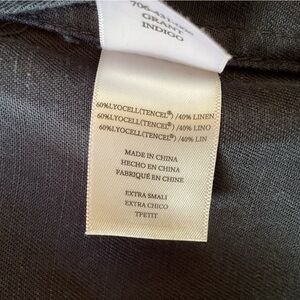 GRANT
INDIGO
60%LYOCELL(TENCEL®) /40% LINEN
60%LYOCELL(TENCEL®) /40% LINO
60%LYOCELL(TENCEL®) /40% LIN
MADE IN CHINA
HECHO EN CHINA
FABRIQUÉ EN CHINE
EXTRA SMALL
EXTRA CHICO
TPETIT